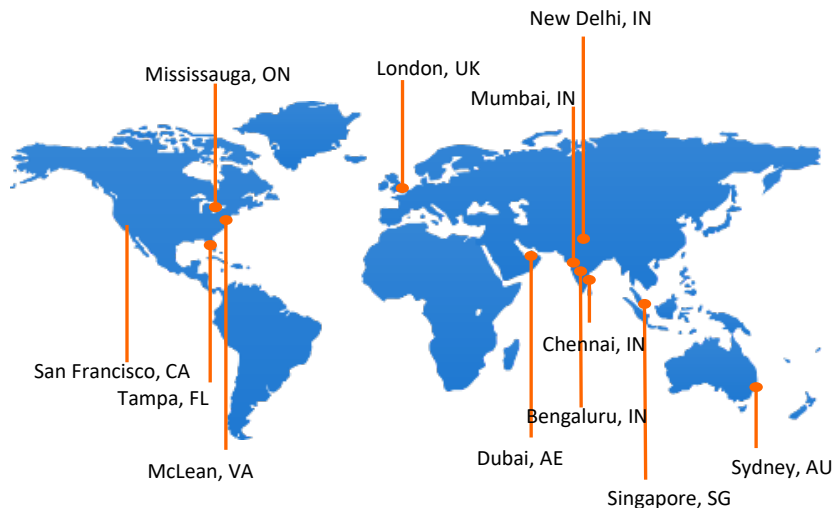 New Delhi, IN
Mississauga, ON
London, UK
Mumbai, IN
Chennai, IN
San Francisco, CA
Tampa, FL
Bengaluru, IN
McLean, VA
Dubai, AE
Sydney, AU
Singapore, SG